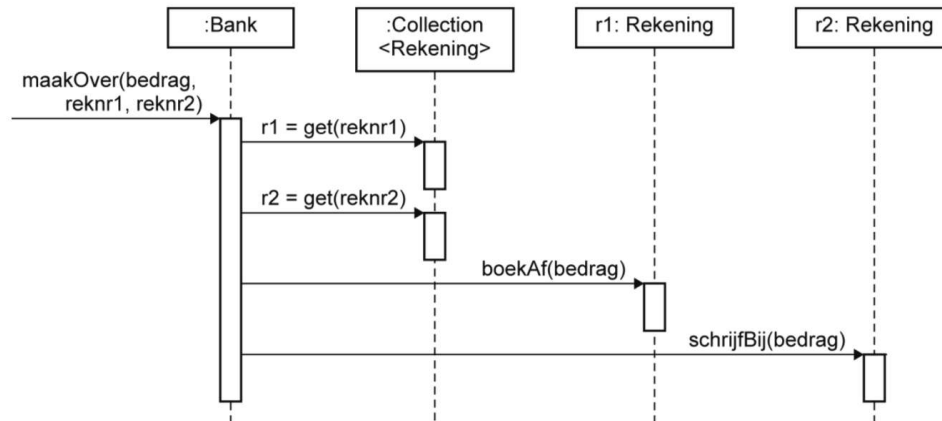 :Bank
:Collection
<Rekening>
r1: Rekening
r2: Rekening
maakOver(bedrag,
reknr1, reknr2)
r1 = get(reknr1)
r2 = get(reknr2)
boekAf(bedrag)
schrijfBij(bedrag)